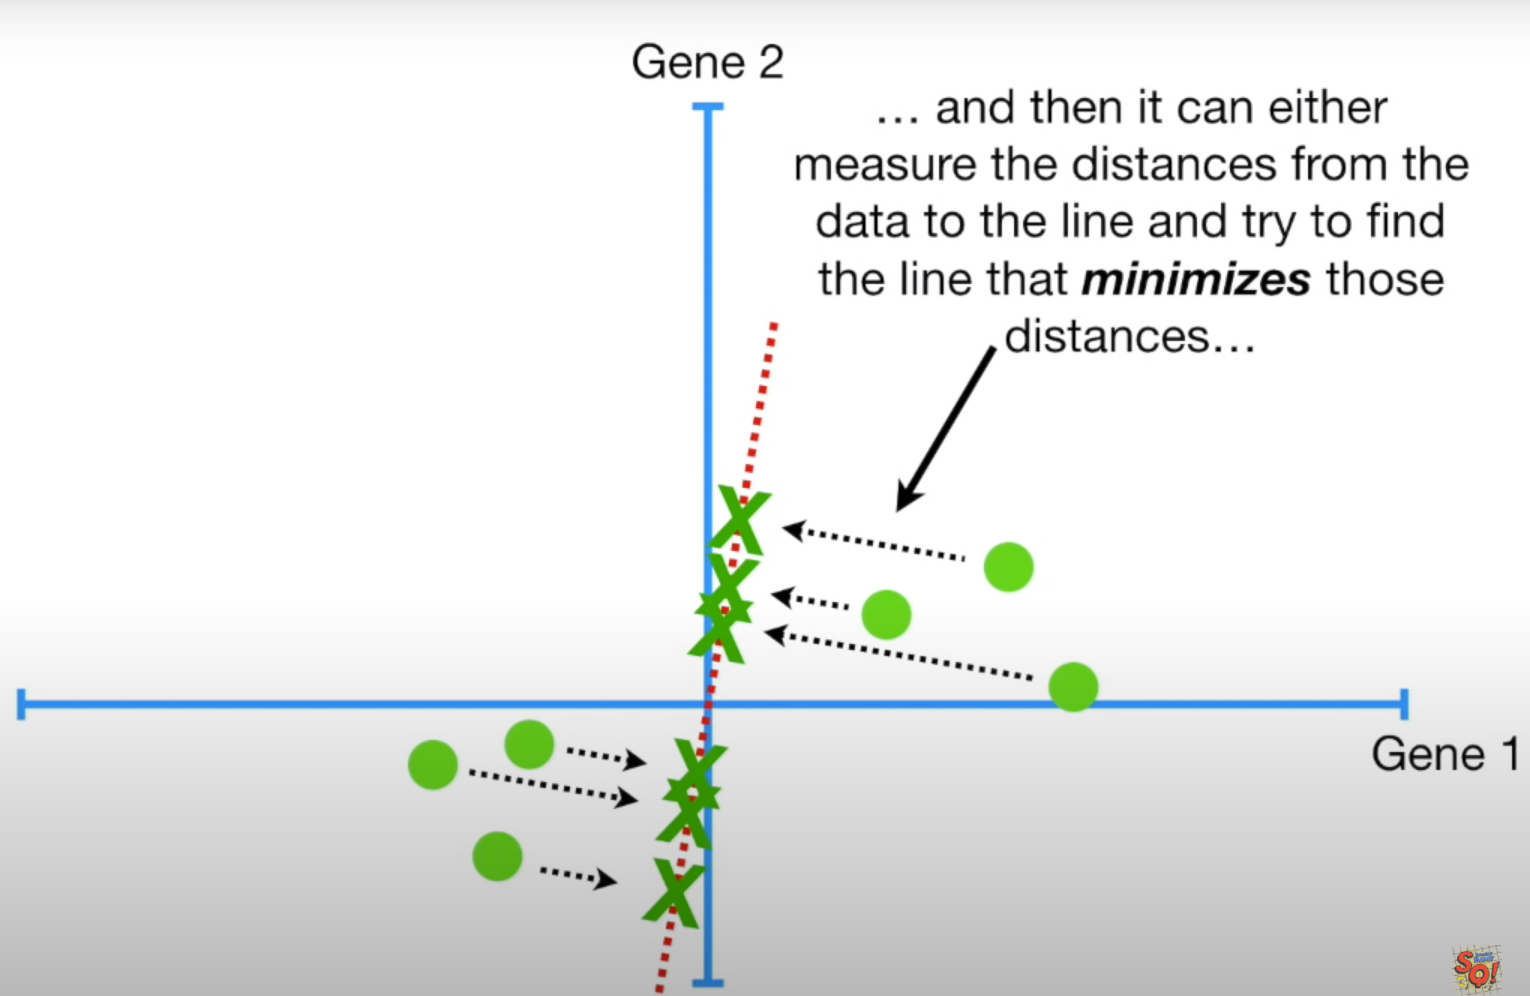 Gene 2
… and then it can either
measure the distances from the
data to the line and try to find
the line that minimizes those
distances…
Gene 1
SQ!